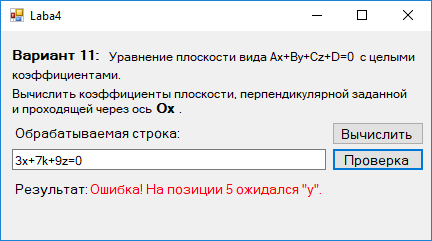 Laba4
Вариант 11: Уравнение плоскости вида Ax+By+Cz+D=0 с целыми
коэффициентами.
Вычислить коэффициенты плоскости, перпендикулярной заданной
и проходящей через ось Ox .
Обрабатываемая строка:
Вычислить
3x+7k+9z=0
Проверка
Результат: Ошибка! На позиции 5 ожидался "y".